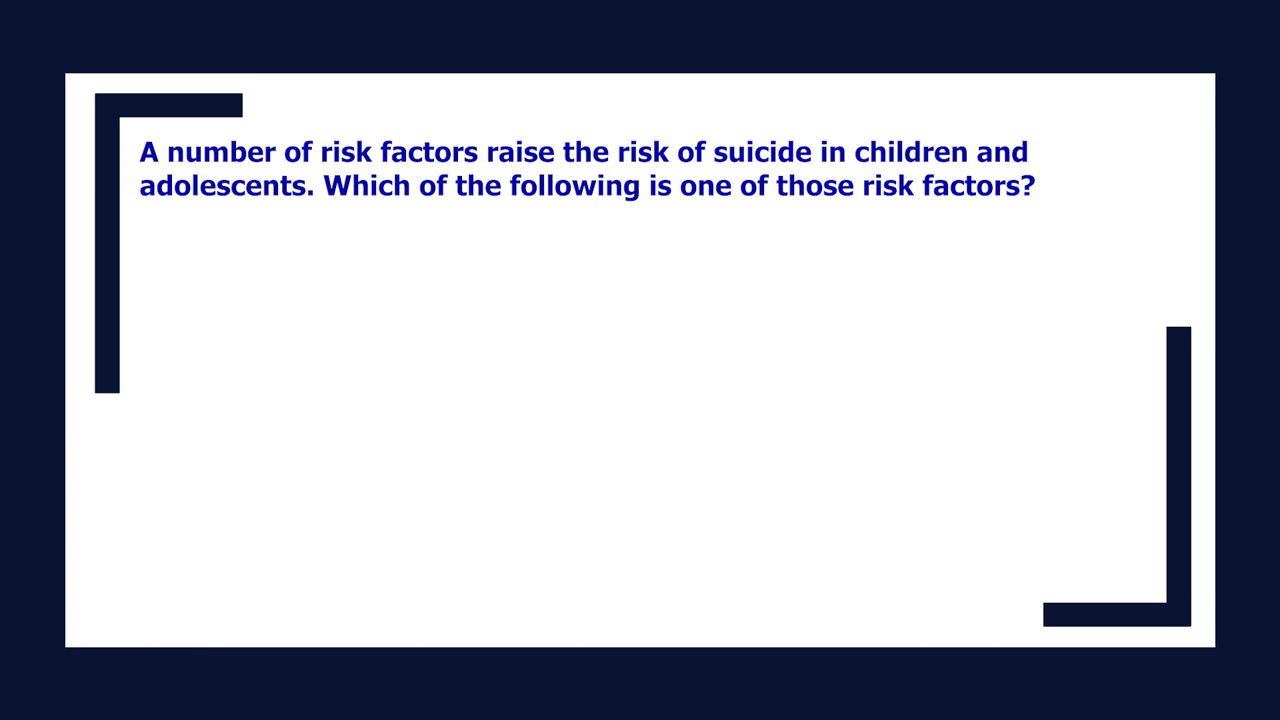 A number of risk factors raise the risk of suicide in children and
adolescents. Which of the following is one of those risk factors?